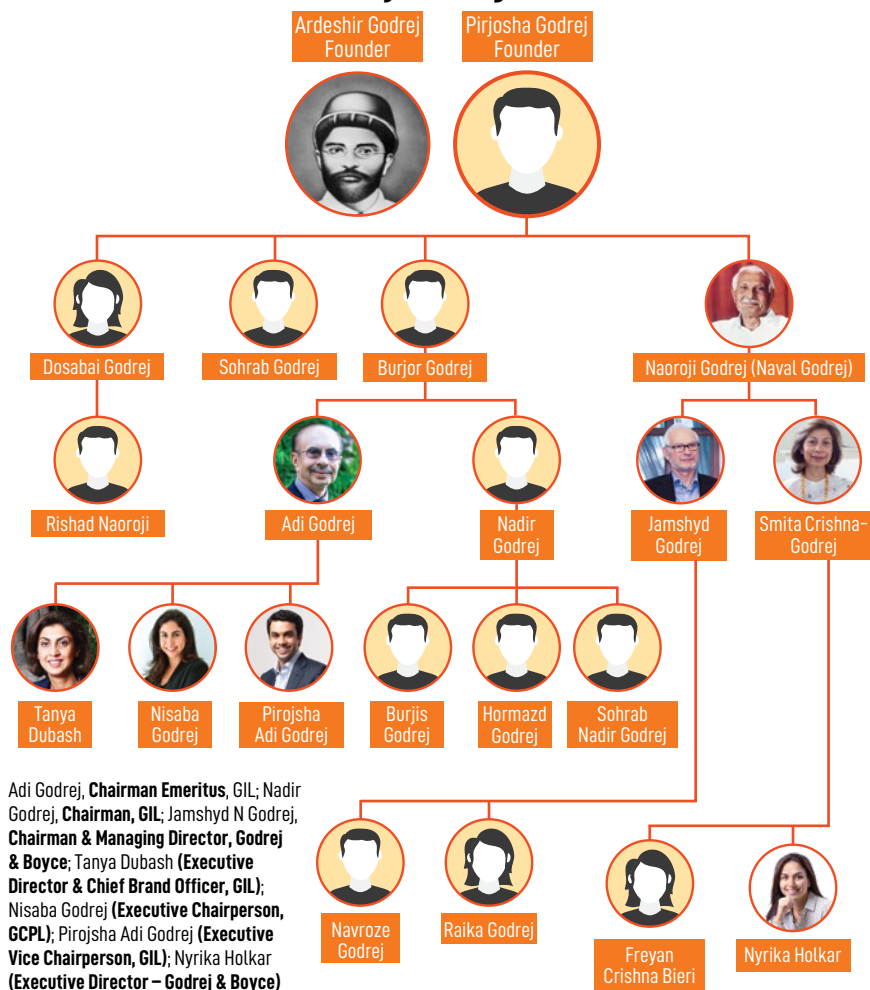 Ardeshir Godrej
Founder
Pirjosha Godrej
Founder
Dosabai Godrej
Sohrab Godrej
Burjor Godrej
Naoroji Godrej (Naval Godrej)
Rishad Naoroji
Adi Godrej
Nadir
Godrej
Jamshyd
Godrej
Smita Crishna-
Godrej
Tanya
Dubash
Nisaba
Godrej
Pirojsha
Adi Godrej
Burjis
Godrej
Hormazd
Godrej
Sohrab
Nadir Godrej
Navroze
Godrej
Raika Godrej
Freyan
Crishna Bieri
Nyrika Holkar
Adi Godrej, Chairman Emeritus, GIL; Nadir
Godrej, Chairman, GIL; Jamshyd N Godrej,
Chairman & Managing Director, Godrej
& Boyce; Tanya Dubash (Executive
Director & Chief Brand Officer, GIL);
Nisaba Godrej (Executive Chairperson,
GCPL); Pirojsha Adi Godrej (Executive
Vice Chairperson, GIL); Nyrika Holkar
(Executive Director – Godrej & Boyce)